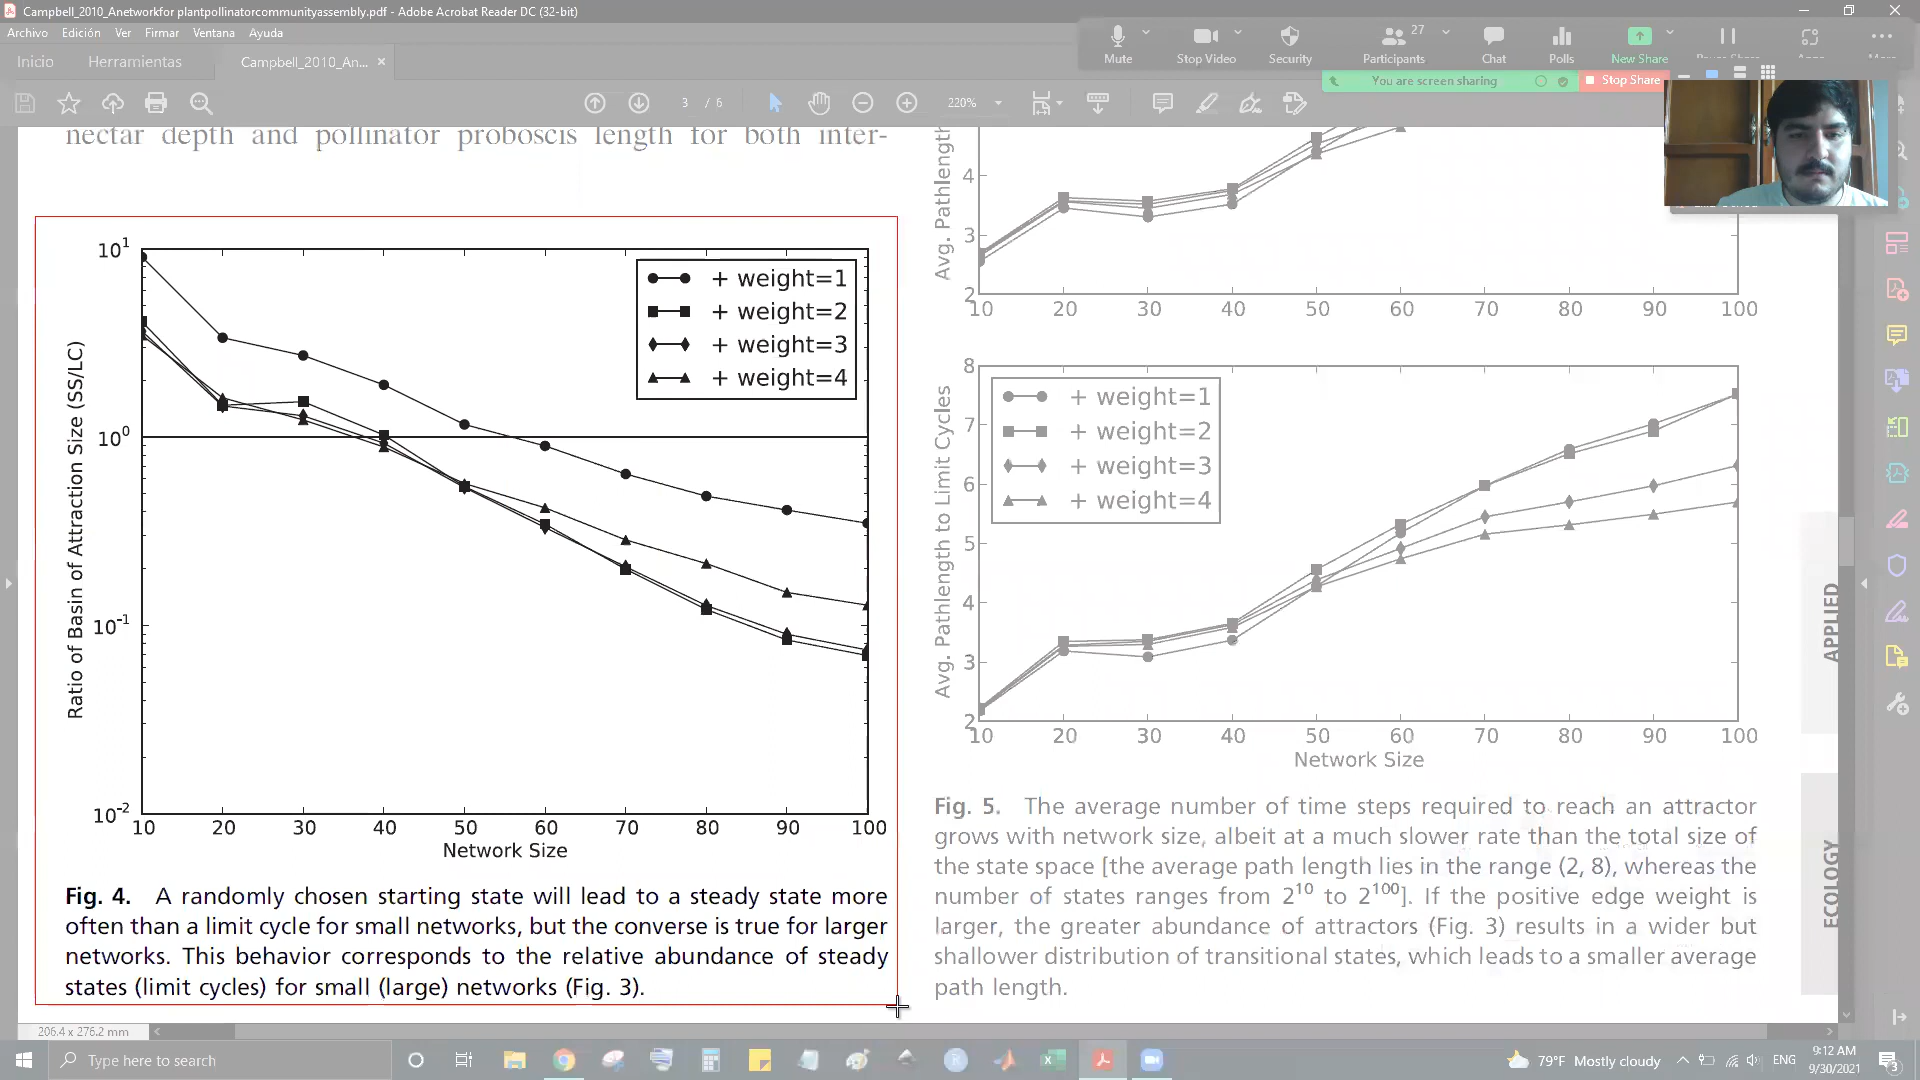 Campbell_2010_Anetworkfor plantpollinatorcommunityassembly.pdf - Adobe Acrobat Reader DC (32-bit)
Archivo Edición Ver Firmar Ventana Ayuda
Inicio Herramientas Campbell_2010_An... ×
Mute Stop Video Security Participants 27 Chat Polls New Share
You are screen sharing Stop Share
3 / 6 220%
nectar depth and pollinator proboscis length for both inter-
10¹
10⁰
10⁻¹
10⁻²
Ratio of Basin of Attraction Size (SS/LC)
+ weight=1
+ weight=2
+ weight=3
+ weight=4
10 20 30 40 50 60 70 80 90 100
Network Size
Fig. 4. A randomly chosen starting state will lead to a steady state more
often than a limit cycle for small networks, but the converse is true for larger
networks. This behavior corresponds to the relative abundance of steady
states (limit cycles) for small (large) networks (Fig. 3).
Avg. Pathlength
4
3
2
10 20 30 40 50 60 70 80 90 100
Avg. Pathlength to Limit Cycles
8
7
6
5
4
3
2
+ weight=1
+ weight=2
+ weight=3
+ weight=4
10 20 30 40 50 60 70 80 90 100
Network Size
Fig. 5. The average number of time steps required to reach an attractor
grows with network size, albeit at a much slower rate than the total size of
the state space [the average path length lies in the range (2, 8), whereas the
number of states ranges from 2¹⁰ to 2¹⁰⁰]. If the positive edge weight is
larger, the greater abundance of attractors (Fig. 3) results in a wider but
shallower distribution of transitional states, which leads to a smaller average
path length.
APPLIED
ECOLOGY
206.4 x 276.2 mm
Type here to search
79°F Mostly cloudy ENG
9:12 AM
9/30/2021
3